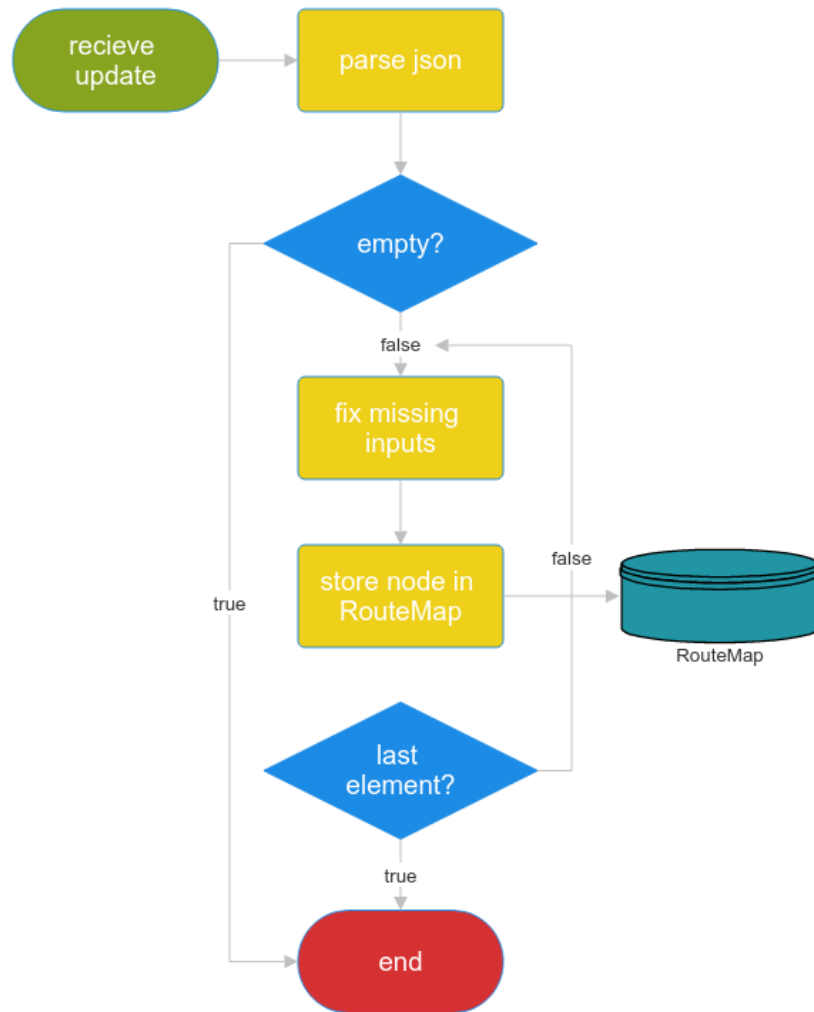 recieve
update
parse json
empty?
false
fix missing
inputs
false
store node in
RouteMap
true
RouteMap
last
element?
true
end